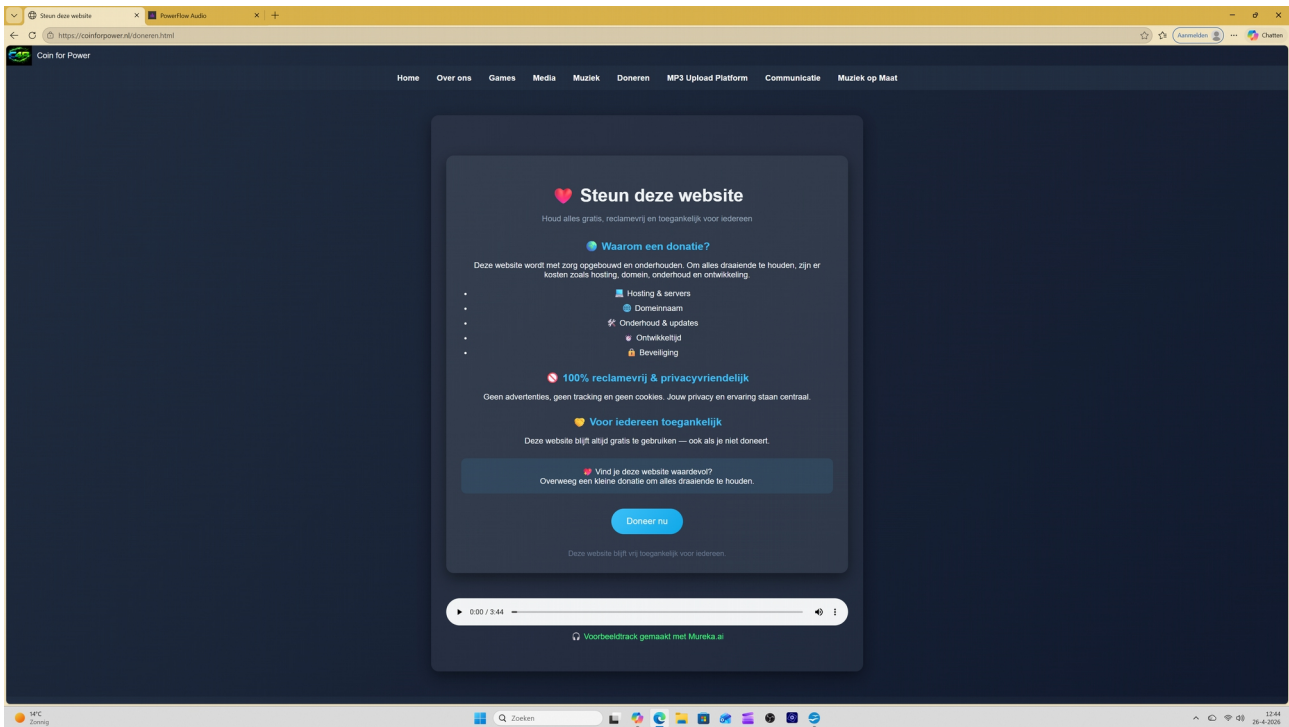 Steun deze website
PowerFlow Audio
https://coinforpower.nl/doneren.html
Aanmelden
Chatten
Coin for Power
Home Over ons Games Media Muziek Doneren MP3 Upload Platform Communicatie Muziek op Maat
Steun deze website
Houd alles gratis, reclamevrij en toegankelijk voor iedereen
Waarom een donatie?
Deze website wordt met zorg opgebouwd en onderhouden. Om alles draaiende te houden, zijn er
kosten zoals hosting, domein, onderhoud en ontwikkeling.
Hosting & servers
Domeinnaam
Onderhoud & updates
Ontwikkeltijd
Beveiliging
100% reclamevrij & privacyvriendelijk
Geen advertenties, geen tracking en geen cookies. Jouw privacy en ervaring staan centraal.
Voor iedereen toegankelijk
Deze website blijft altijd gratis te gebruiken — ook als je niet doneert.
Vind je deze website waardevol?
Overweeg een kleine donatie om alles draaiende te houden.
Doneer nu
Deze website blijft vrij toegankelijk voor iedereen.
0:00 / 3:44
Voorbeeldtrack gemaakt met Mureka.ai
14°C
Zonnig
Zoeken
12:44
26-4-2026